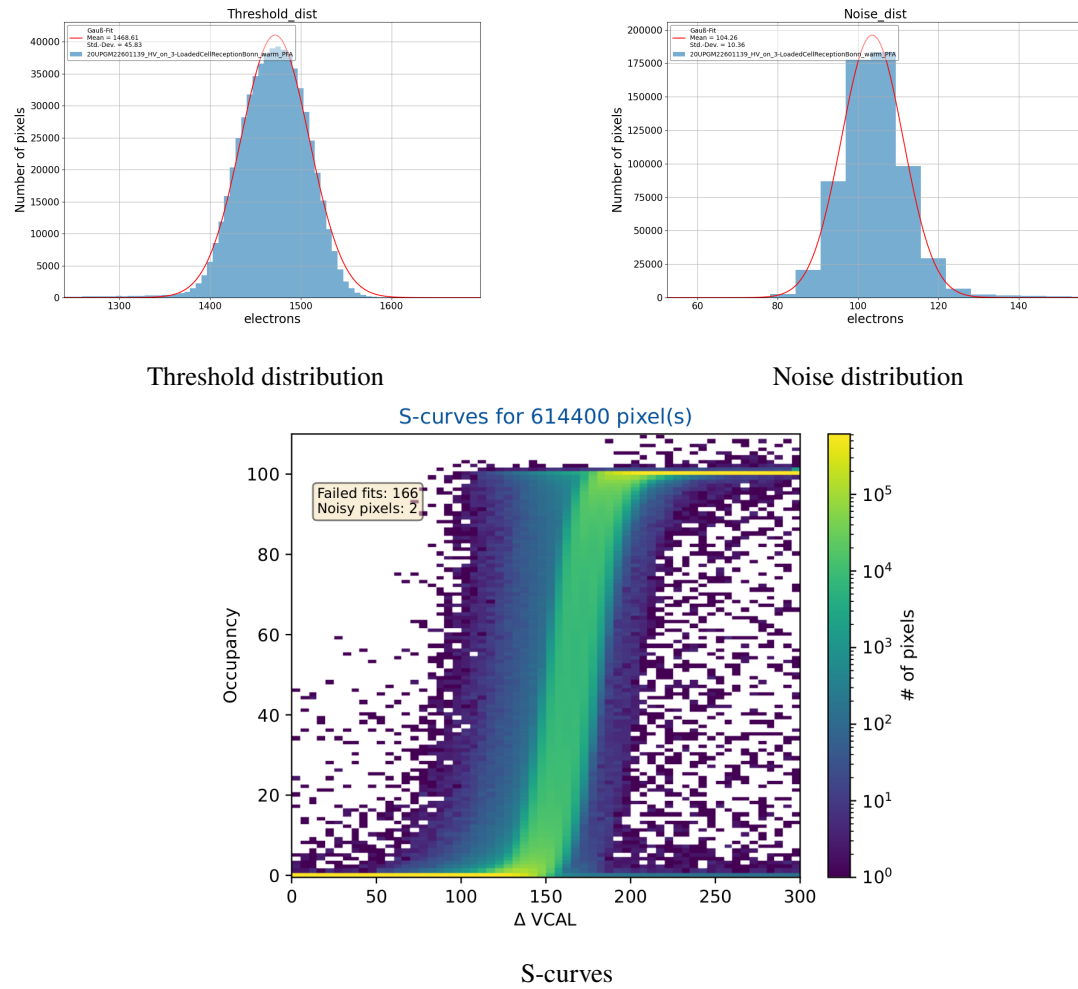 Threshold_dist
Gauß-Fit
Mean = 1468.61
Std.-Dev. = 45.83
20UPGM22601139_HV_on_3-LoadedCellReceptionBonn_warm_PFA
Number of pixels
40000
35000
30000
25000
20000
15000
10000
5000
0
1300
1400
1500
1600
electrons
Threshold distribution
Noise_dist
Gauß-Fit
Mean = 104.26
Std.-Dev. = 10.36
20UPGM22601139_HV_on_3-LoadedCellReceptionBonn_warm_PFA
Number of pixels
200000
175000
150000
125000
100000
75000
50000
25000
0
60
80
100
120
140
electrons
Noise distribution
S-curves for 614400 pixel(s)
Failed fits: 166
Noisy pixels: 2
Occupancy
100
80
60
40
20
0
0
50
100
150
200
250
300
Δ VCAL
10⁵
10⁴
10³
10²
10¹
10⁰
# of pixels
S-curves